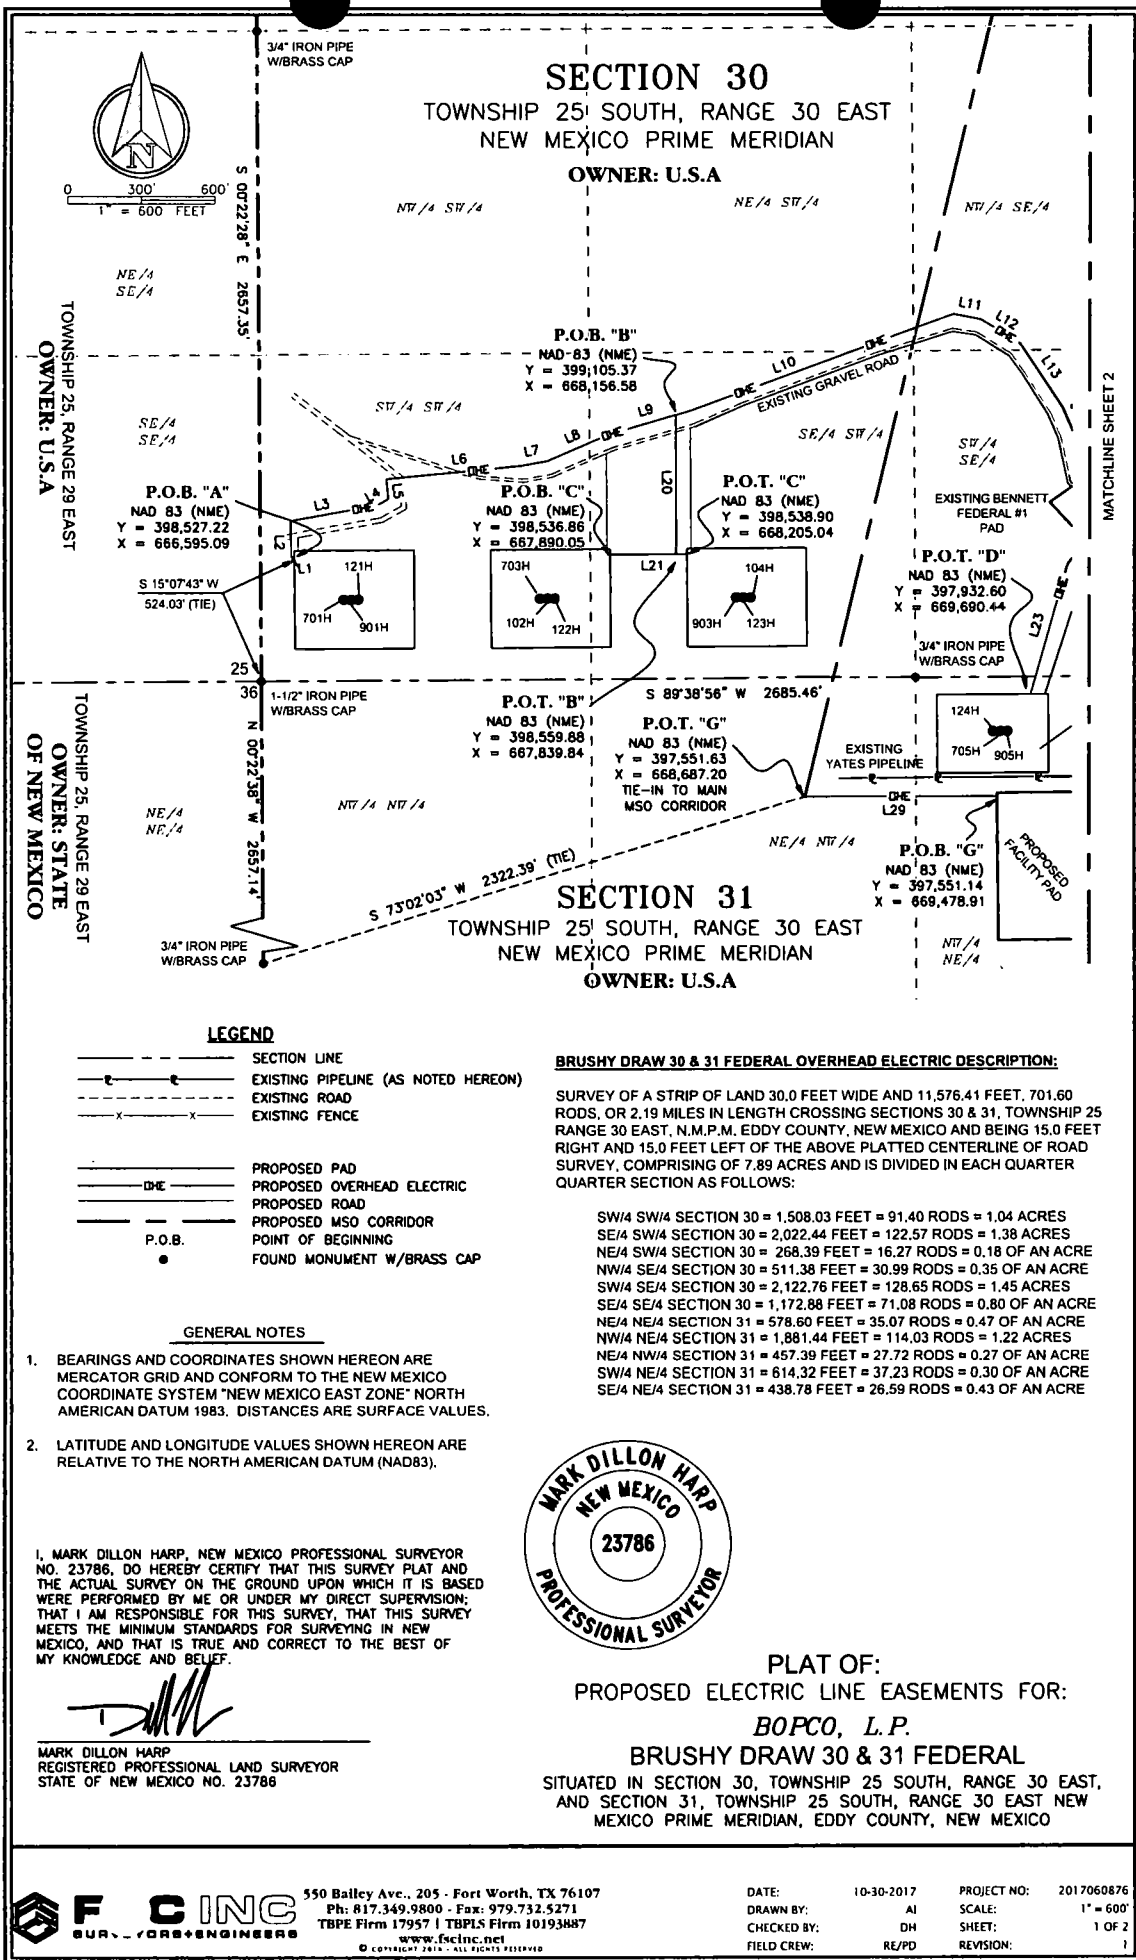 3/4" IRON PIPE
W/BRASS CAP
SECTION 30
TOWNSHIP 25 SOUTH, RANGE 30 EAST
NEW MEXICO PRIME MERIDIAN
OWNER: U.S.A
N
0 300' 600'
1" = 600 FEET
S 00°22'28" E 2657.35'
NW/4 SW/4
NE/4 SW/4
NW/4 SE/4
NE/4
SE/4
TOWNSHIP 25, RANGE 29 EAST
OWNER: U.S.A
MATCHLINE SHEET 2
P.O.B. "B"
NAD-83 (NME)
Y = 399,105.37
X = 668,156.58
L11
L12
OHE
L13
OHE
L10
OHE
EXISTING GRAVEL ROAD
L9
L8
OHE
L7
L6
OHE
SW/4 SW/4
SE/4 SW/4
SE/4
SE/4
SW/4
SE/4
P.O.B. "A"
NAD 83 (NME)
Y = 398,527.22
X = 666,595.09
L3
OHE
L4
L5
L2
L1
P.O.B. "C"
NAD 83 (NME)
Y = 398,536.86
X = 667,890.05
L20
P.O.T. "C"
NAD 83 (NME)
Y = 398,538.90
X = 668,205.04
EXISTING BENNETT
FEDERAL #1
PAD
P.O.T. "D"
NAD 83 (NME)
Y = 397,932.60
X = 669,690.44
OHE
L23
S 15°07'43" W
524.03' (TIE)
121H
701H
901H
703H
102H
122H
L21
104H
903H
123H
3/4" IRON PIPE
W/BRASS CAP
25
36
1-1/2" IRON PIPE
W/BRASS CAP
S 89°38'56" W 2685.46'
P.O.T. "B"
NAD 83 (NME)
Y = 398,559.88
X = 667,839.84
P.O.T. "G"
NAD 83 (NME)
Y = 397,551.63
X = 668,687.20
TIE-IN TO MAIN
MSO CORRIDOR
124H
705H
905H
EXISTING
YATES PIPELINE
OHE
L29
TOWNSHIP 25, RANGE 29 EAST
OWNER: STATE
OF NEW MEXICO
N 00°22'38" W 2657.14'
NE/4
NE/4
NW/4 NW/4
NE/4 NW/4
P.O.B. "G"
NAD 83 (NME)
Y = 397,551.14
X = 669,478.91
PROPOSED
FACILITY PAD
S 73°02'03" W 2322.39' (TIE)
NW/4
NE/4
SECTION 31
TOWNSHIP 25 SOUTH, RANGE 30 EAST
NEW MEXICO PRIME MERIDIAN
OWNER: U.S.A
3/4" IRON PIPE
W/BRASS CAP
LEGEND
SECTION LINE
EXISTING PIPELINE (AS NOTED HEREON)
EXISTING ROAD
X X EXISTING FENCE
PROPOSED PAD
OHE PROPOSED OVERHEAD ELECTRIC
PROPOSED ROAD
PROPOSED MSO CORRIDOR
P.O.B. POINT OF BEGINNING
FOUND MONUMENT W/BRASS CAP
GENERAL NOTES
1. BEARINGS AND COORDINATES SHOWN HEREON ARE
MERCATOR GRID AND CONFORM TO THE NEW MEXICO
COORDINATE SYSTEM "NEW MEXICO EAST ZONE" NORTH
AMERICAN DATUM 1983. DISTANCES ARE SURFACE VALUES.
2. LATITUDE AND LONGITUDE VALUES SHOWN HEREON ARE
RELATIVE TO THE NORTH AMERICAN DATUM (NAD83).
BRUSHY DRAW 30 & 31 FEDERAL OVERHEAD ELECTRIC DESCRIPTION:
SURVEY OF A STRIP OF LAND 30.0 FEET WIDE AND 11,576.41 FEET, 701.60
RODS, OR 2.19 MILES IN LENGTH CROSSING SECTIONS 30 & 31, TOWNSHIP 25
RANGE 30 EAST, N.M.P.M. EDDY COUNTY, NEW MEXICO AND BEING 15.0 FEET
RIGHT AND 15.0 FEET LEFT OF THE ABOVE PLATTED CENTERLINE OF ROAD
SURVEY, COMPRISING OF 7.89 ACRES AND IS DIVIDED IN EACH QUARTER
QUARTER SECTION AS FOLLOWS:
SW/4 SW/4 SECTION 30 = 1,508.03 FEET = 91.40 RODS = 1.04 ACRES
SE/4 SW/4 SECTION 30 = 2,022.44 FEET = 122.57 RODS = 1.38 ACRES
NE/4 SW/4 SECTION 30 = 268.39 FEET = 16.27 RODS = 0.18 OF AN ACRE
NW/4 SE/4 SECTION 30 = 511.38 FEET = 30.99 RODS = 0.35 OF AN ACRE
SW/4 SE/4 SECTION 30 = 2,122.76 FEET = 128.65 RODS = 1.45 ACRES
SE/4 SE/4 SECTION 30 = 1,172.88 FEET = 71.08 RODS = 0.80 OF AN ACRE
NE/4 NE/4 SECTION 31 = 578.60 FEET = 35.07 RODS = 0.47 OF AN ACRE
NW/4 NE/4 SECTION 31 = 1,881.44 FEET = 114.03 RODS = 1.22 ACRES
NE/4 NW/4 SECTION 31 = 457.39 FEET = 27.72 RODS = 0.27 OF AN ACRE
SW/4 NE/4 SECTION 31 = 614.32 FEET = 37.23 RODS = 0.30 OF AN ACRE
SE/4 NE/4 SECTION 31 = 438.78 FEET = 26.59 RODS = 0.43 OF AN ACRE
MARK DILLON HARP
NEW MEXICO
23786
PROFESSIONAL SURVEYOR
I, MARK DILLON HARP, NEW MEXICO PROFESSIONAL SURVEYOR
NO. 23786, DO HEREBY CERTIFY THAT THIS SURVEY PLAT AND
THE ACTUAL SURVEY ON THE GROUND UPON WHICH IT IS BASED
WERE PERFORMED BY ME OR UNDER MY DIRECT SUPERVISION;
THAT I AM RESPONSIBLE FOR THIS SURVEY, THAT THIS SURVEY
MEETS THE MINIMUM STANDARDS FOR SURVEYING IN NEW
MEXICO, AND THAT IS TRUE AND CORRECT TO THE BEST OF
MY KNOWLEDGE AND BELIEF.
MARK DILLON HARP
REGISTERED PROFESSIONAL LAND SURVEYOR
STATE OF NEW MEXICO NO. 23786
PLAT OF:
PROPOSED ELECTRIC LINE EASEMENTS FOR:
BOPCO, L.P.
BRUSHY DRAW 30 & 31 FEDERAL
SITUATED IN SECTION 30, TOWNSHIP 25 SOUTH, RANGE 30 EAST,
AND SECTION 31, TOWNSHIP 25 SOUTH, RANGE 30 EAST NEW
MEXICO PRIME MERIDIAN, EDDY COUNTY, NEW MEXICO
F C INC
SURVEYORS+ENGINEERS
550 Bailey Ave., 205 - Fort Worth, TX 76107
Ph: 817.349.9800 - Fax: 979.732.5271
TBPE Firm 17957 | TBPLS Firm 10193887
www.fscinc.net
© COPYRIGHT 2016 - ALL RIGHTS RESERVED
DATE: 10-30-2017 PROJECT NO: 2017060876
DRAWN BY: AI SCALE: 1" = 600'
CHECKED BY: DH SHEET: 1 OF 2
FIELD CREW: RE/PD REVISION: 1